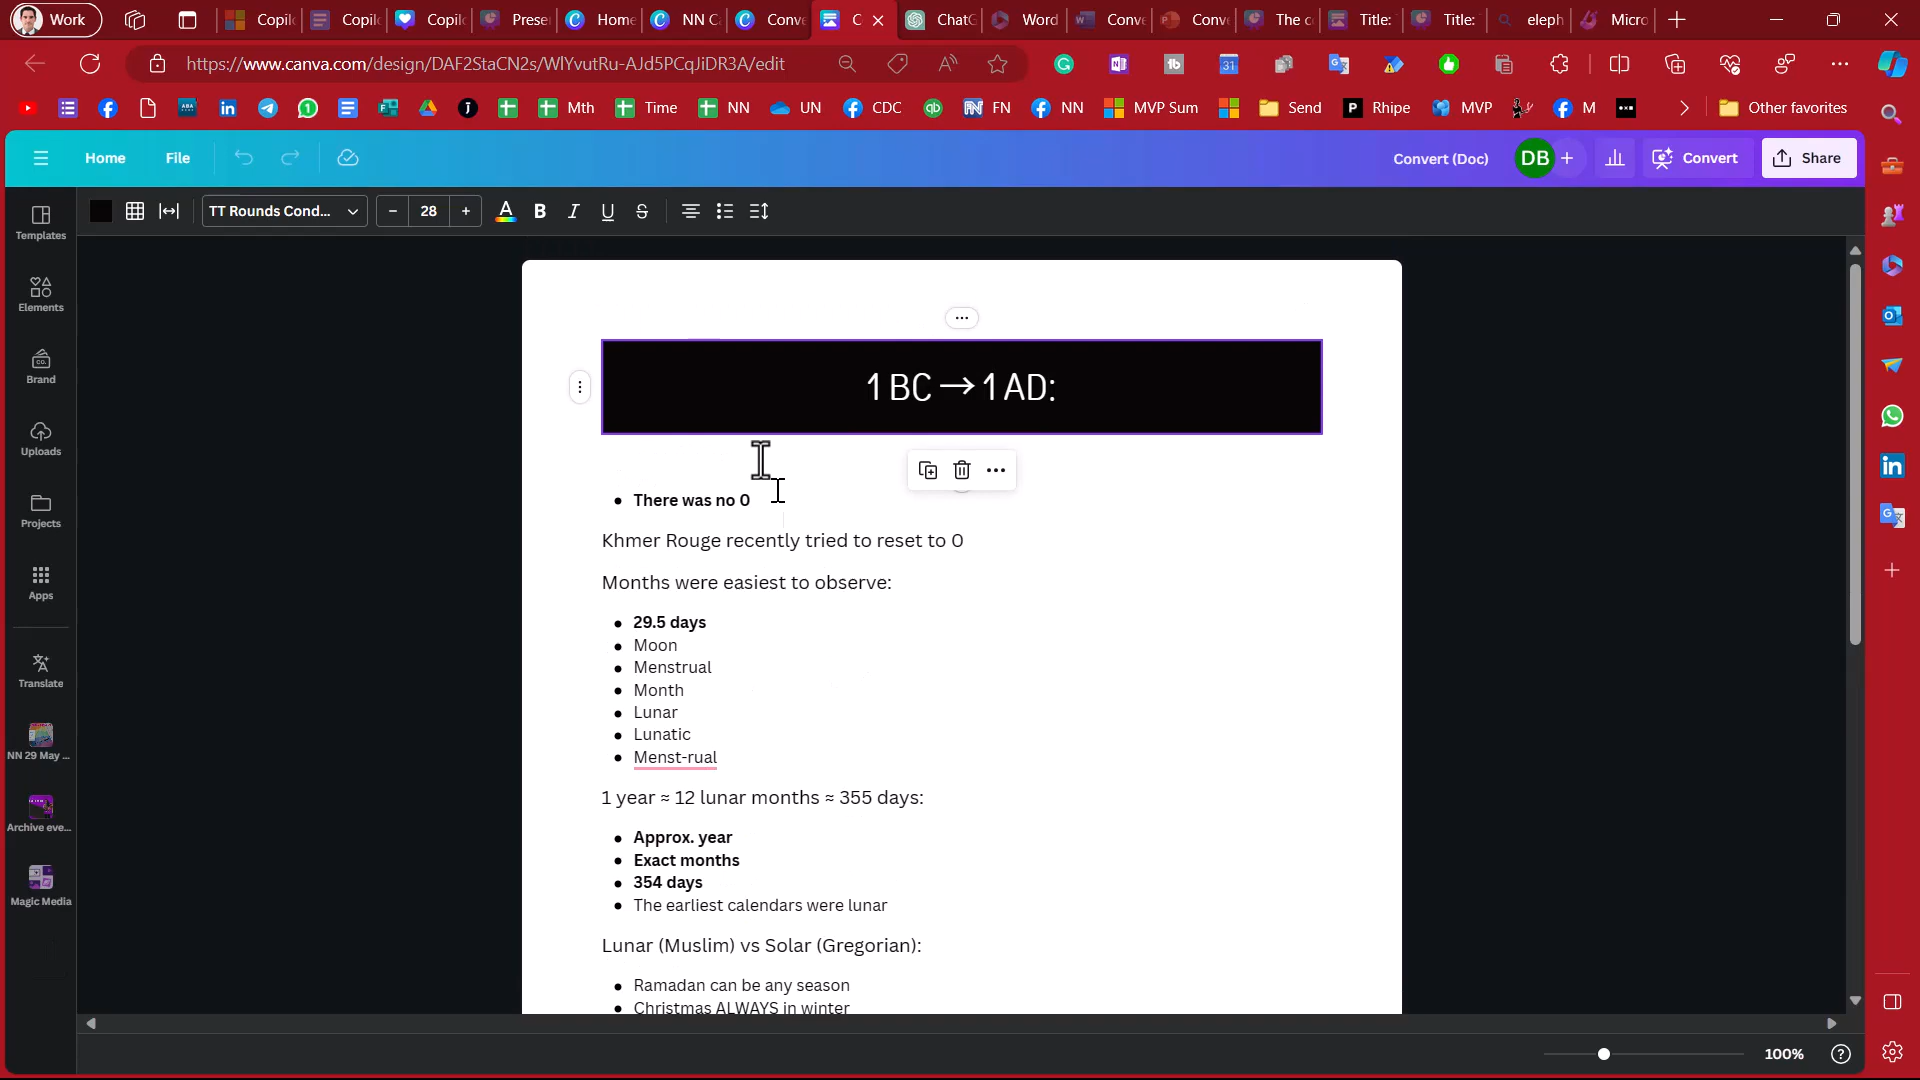 Work
Copil
Copil
Copil
Prese
Home
NN C
Conv
C
ChatG
Word
Conve
Conv
The c
Title:
Title:
eleph
Micro
https://www.canva.com/design/DAF2StaCN2s/WlYvutRu-AJd5PCqJiDR3A/edit
Mth
Time
NN
UN
CDC
FN
NN
MVP Sum
Send
Rhipe
MVP
M
Other favorites
Home
File
Convert (Doc)
DB
Convert
Share
TT Rounds Cond...
28
Templates
Elements
Brand
Uploads
Projects
Apps
Translate
NN 29 May ...
Archive eve...
Magic Media
1 BC → 1 AD:
There was no 0
Khmer Rouge recently tried to reset to 0
Months were easiest to observe:
29.5 days
Moon
Menstrual
Month
Lunar
Lunatic
Menst-rual
1 year ≈ 12 lunar months ≈ 355 days:
Approx. year
Exact months
354 days
The earliest calendars were lunar
Lunar (Muslim) vs Solar (Gregorian):
Ramadan can be any season
Christmas ALWAYS in winter
100%